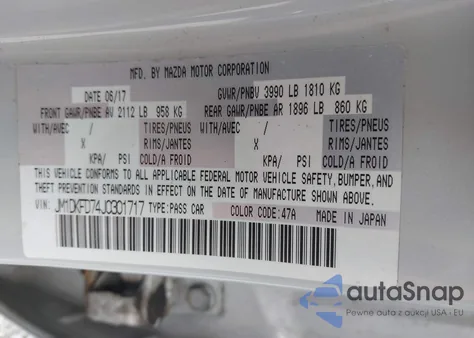 MFD. BY MAZDA MOTOR CORPORATION
DATE 06/17 GVWR/PNBV 3990 LB 1810 KG
FRONT GAWR/PNBE AV 2112 LB 958 KG REAR GAWR/PNBE AR 1896 LB 860 KG
WITH/AVEC / TIRES/PNEUS WITH/AVEC / TIRES/PNEUS
X RIMS/JANTES X RIMS/JANTES
KPA/ PSI COLD/A FROID KPA/ PSI COLD/A FROID
THIS VEHICLE CONFORMS TO ALL APPLICABLE FEDERAL MOTOR VEHICLE SAFETY, BUMPER, AND
THEFT PREVENTION STANDARDS IN EFFECT ON THE DATE OF MANUFACTURE SHOWN ABOVE.
VIN: JM1DKFD74J0301717 TYPE: PASS CAR COLOR CODE: 47A MADE IN JAPAN
autoSnap
Pewne auta z aukcji USA • EU